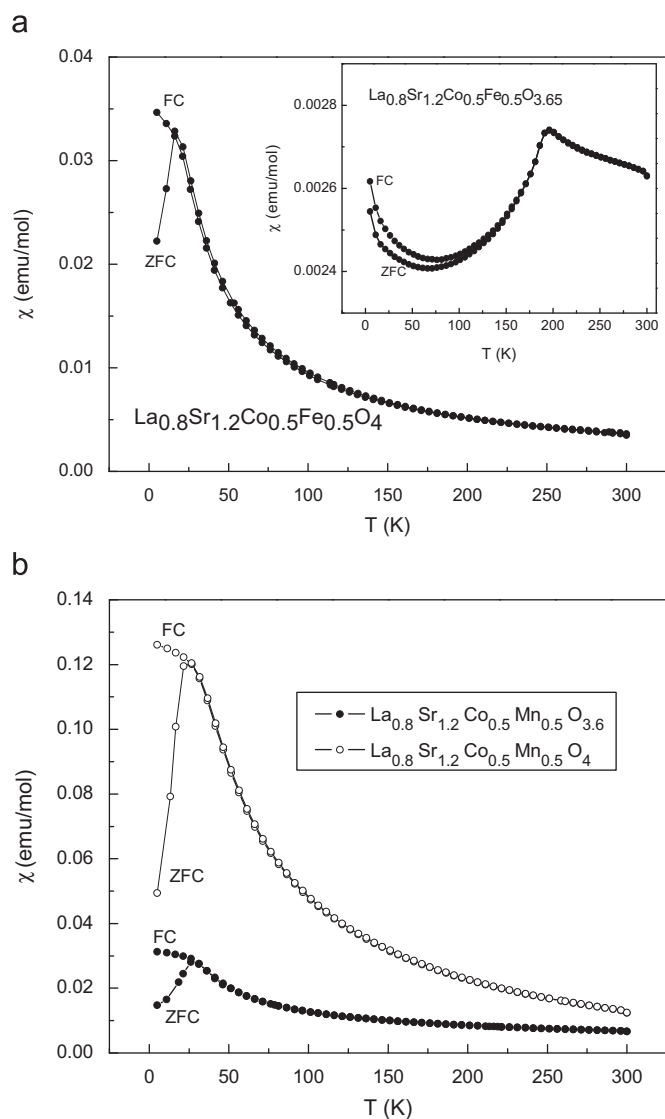 a
0.04
0.03
0.02
0.01
0.00
χ (emu/mol)
FC
ZFC
La0.8Sr1.2Co0.5Fe0.5O4
0 50 100 150 200 250 300
T (K)
La0.8Sr1.2Co0.5Fe0.5O3.65
0.0028
0.0026
0.0024
χ (emu/mol)
FC
ZFC
0 50 100 150 200 250 300
T (K)
b
0.14
0.12
0.10
0.08
0.06
0.04
0.02
0.00
χ (emu/mol)
FC
La0.8 Sr1.2 Co0.5 Mn0.5 O3.6
La0.8 Sr1.2 Co0.5 Mn0.5 O4
ZFC
FC
ZFC
0 50 100 150 200 250 300
T (K)